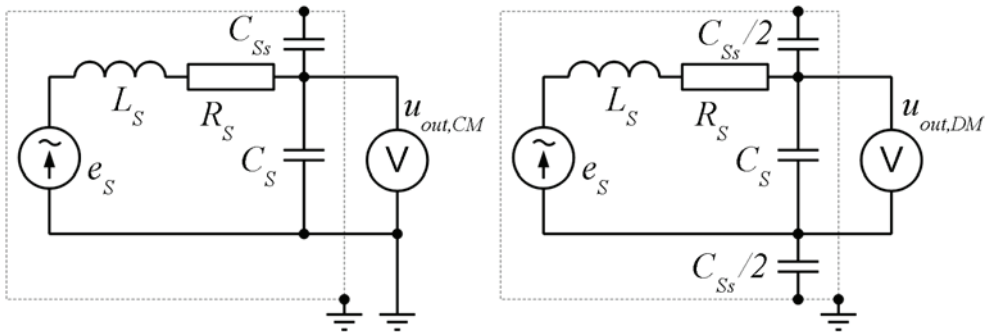 C_Ss
L_S
R_S
u_out,CM
e_S
C_S
V
C_Ss/2
L_S
R_S
u_out,DM
e_S
C_S
V
C_Ss/2